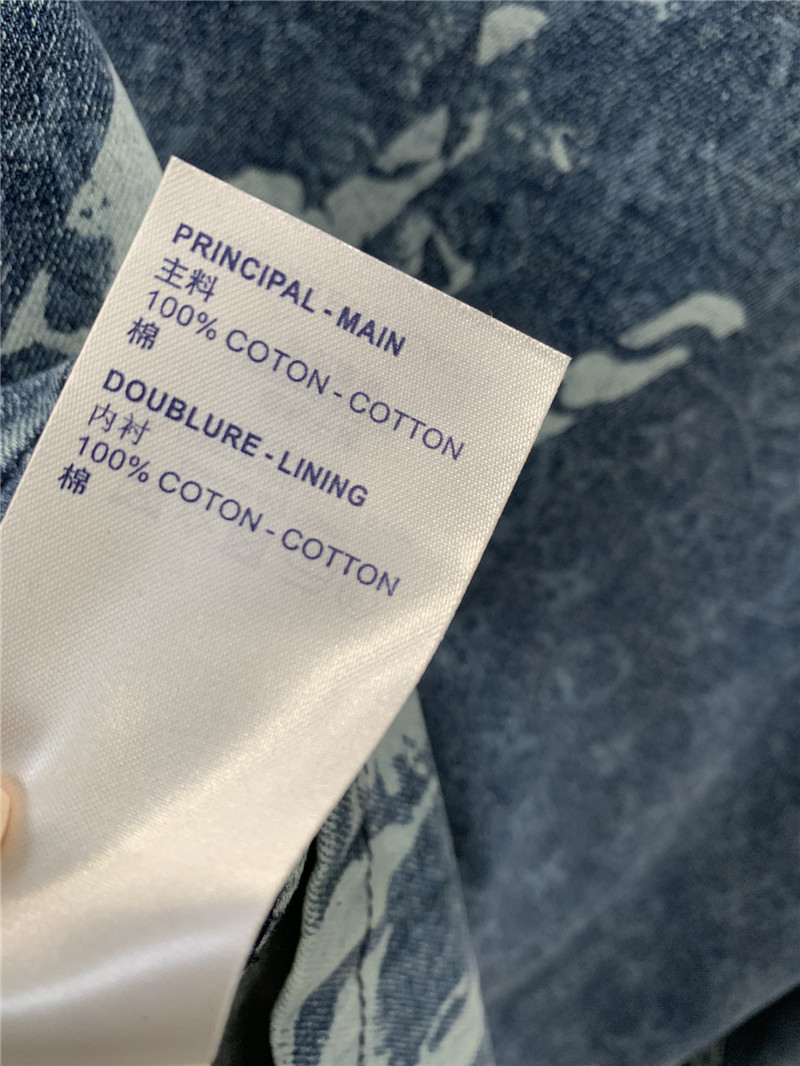 PRINCIPAL - MAIN
主料
100% COTON - COTTON
棉
DOUBLURE - LINING
内衬
100% COTON - COTTON
棉